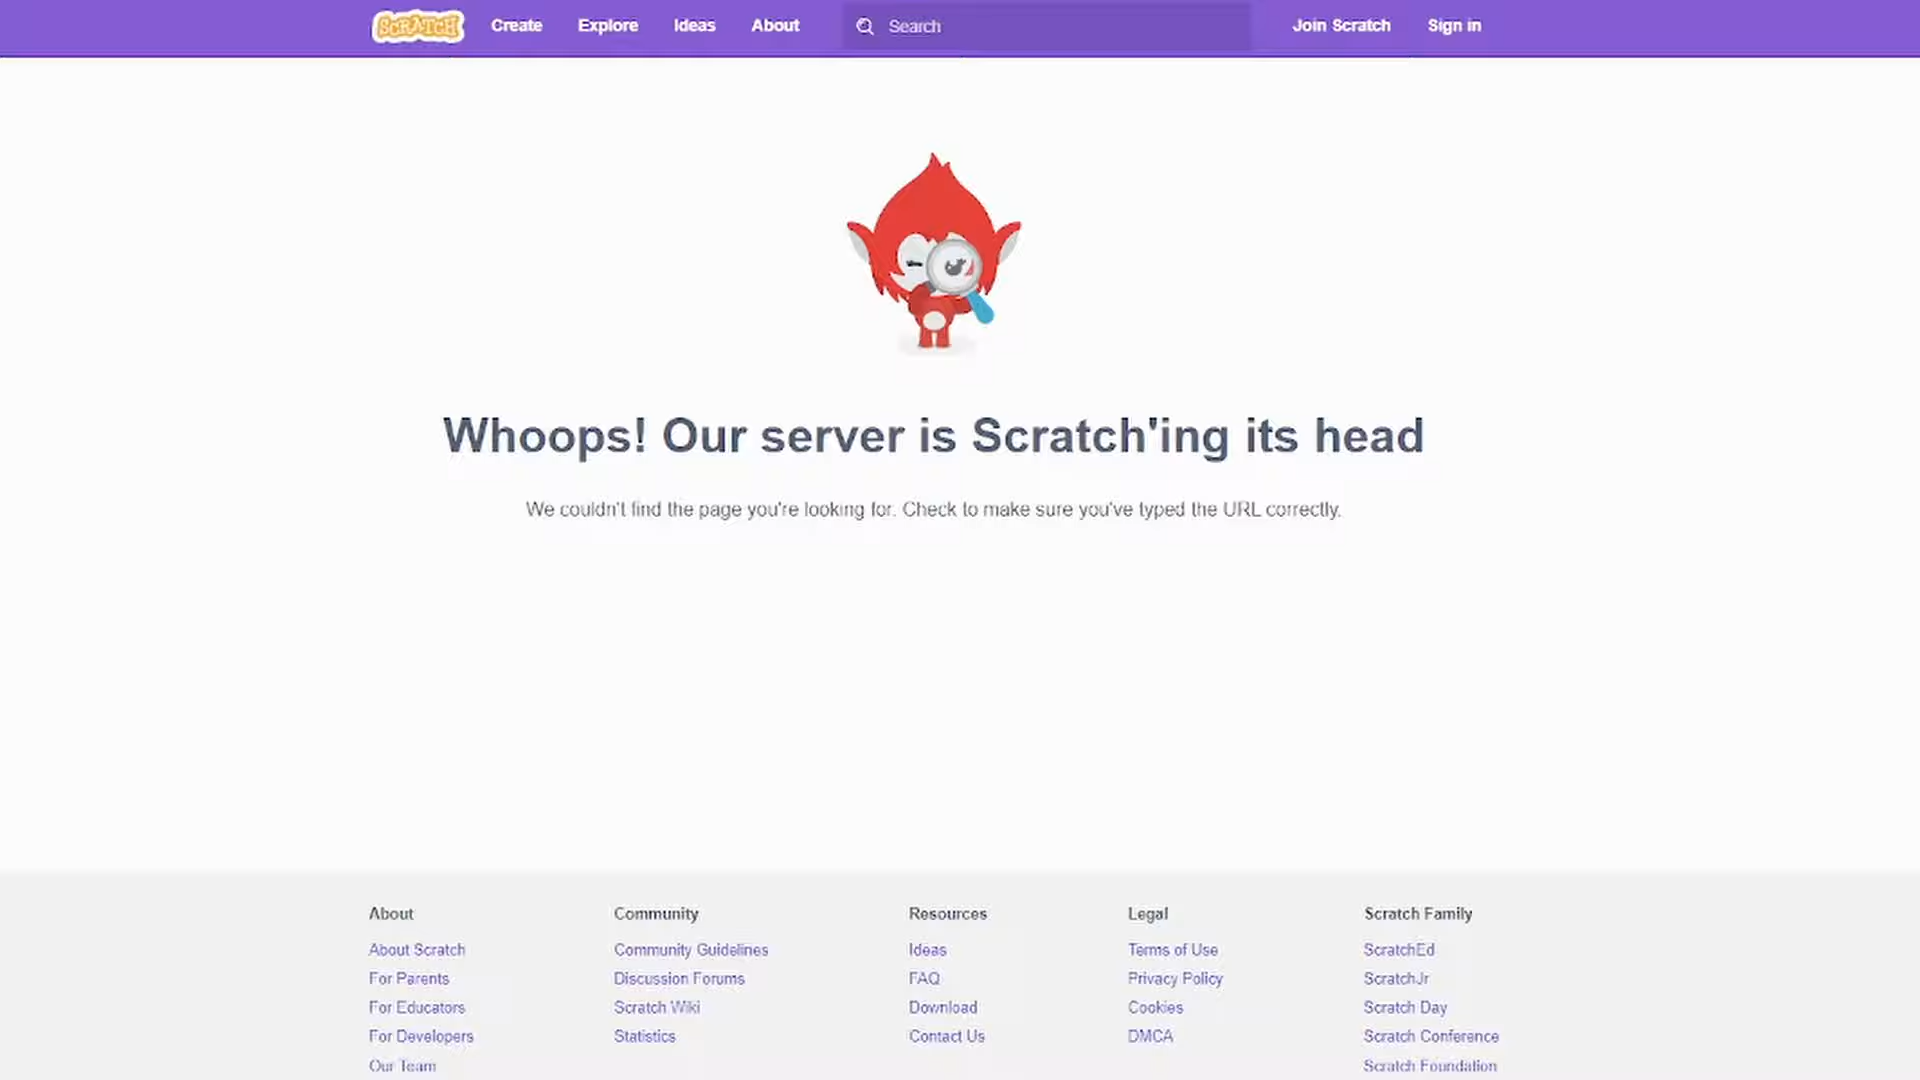 SCRATCH Create Explore Ideas About Search Join Scratch Sign in
Whoops! Our server is Scratch'ing its head
We couldn't find the page you're looking for. Check to make sure you've typed the URL correctly.
About
About Scratch
For Parents
For Educators
For Developers
Our Team
Community
Community Guidelines
Discussion Forums
Scratch Wiki
Statistics
Resources
Ideas
FAQ
Download
Contact Us
Legal
Terms of Use
Privacy Policy
Cookies
DMCA
Scratch Family
ScratchEd
ScratchJr
Scratch Day
Scratch Conference
Scratch Foundation